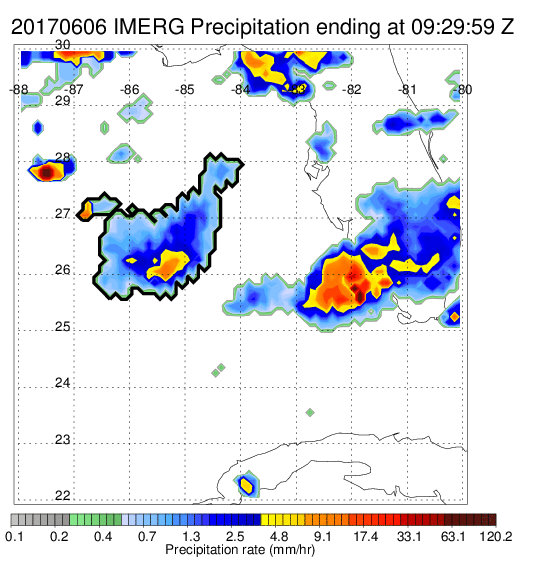 20170606 IMERG Precipitation ending at 09:29:59 Z
30
-88 -87 -86 -85 -84 -83 -82 -81 -80
29
28
27
26
25
24
23
22
0.1 0.2 0.4 0.7 1.3 2.5 4.8 9.1 17.4 33.1 63.1 120.2
Precipitation rate (mm/hr)